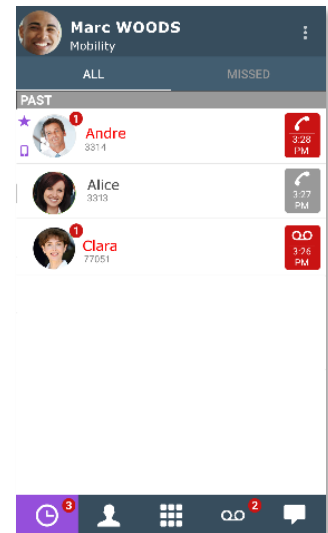 Marc WOODS
Mobility
ALL
MISSED
PAST
1
Andre
3314
3:28
PM
Alice
3313
3:27
PM
1
Clara
77051
3:26
PM
3
2